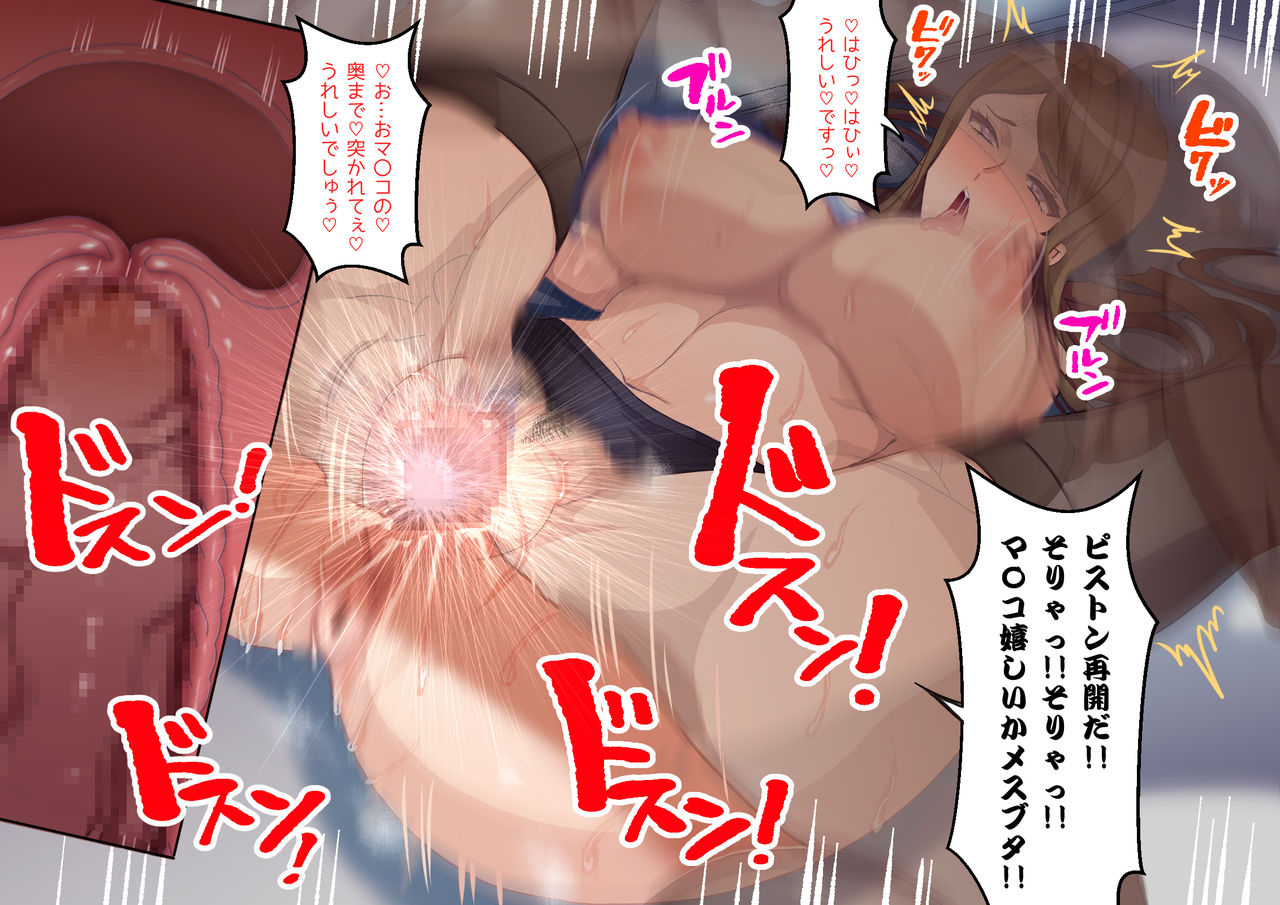 ビクッ
ブルン
♡はひっ♡はひぃ♡
うれしい♡ですっ♡
ビクッ
ブルン
♡お…おマ〇コの♡
奥まで♡突かれてぇ♡
うれしいでしゅぅ♡
ドスン!
ドスン!
ピストン再開だ!!
そりゃっ!!そりゃっ!!
マ〇コ嬉しいかメスブタ!!
ドスン!
ドスン!